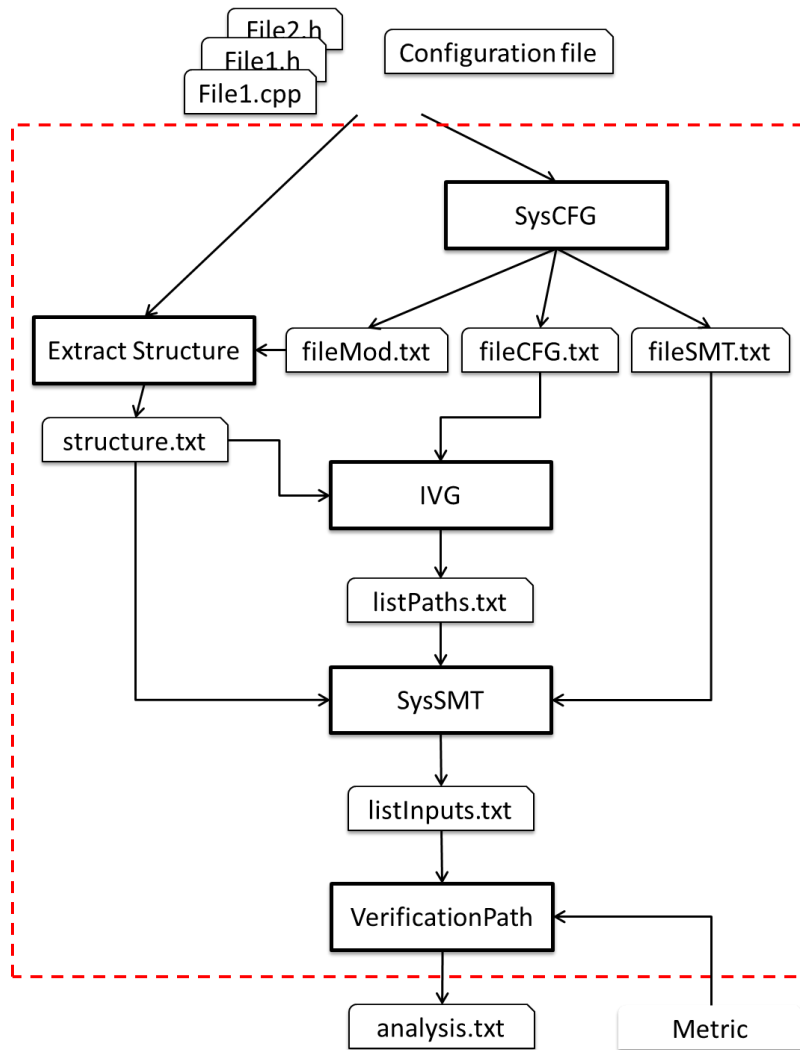 File2.h
File1.h
File1.cpp
Configuration file
SysCFG
Extract Structure
fileMod.txt
fileCFG.txt
fileSMT.txt
structure.txt
IVG
listPaths.txt
SysSMT
listInputs.txt
VerificationPath
analysis.txt
Metric